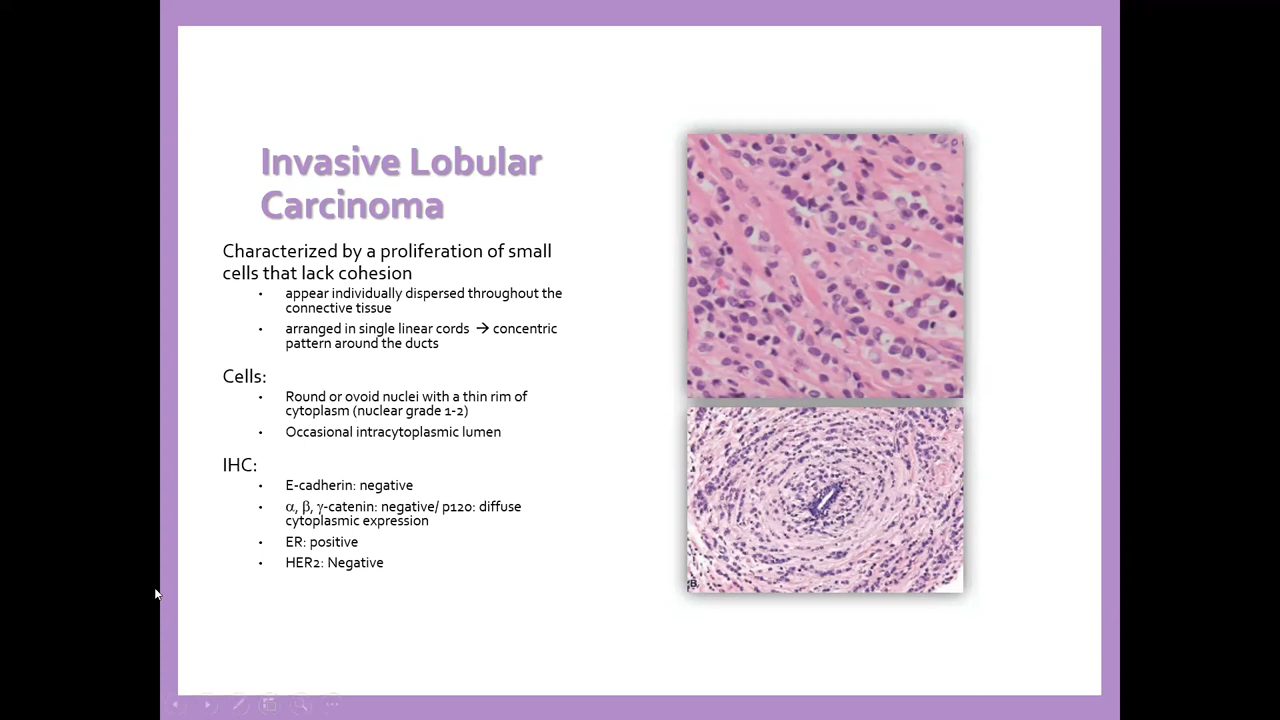 Invasive Lobular
Carcinoma
Characterized by a proliferation of small
cells that lack cohesion
• appear individually dispersed throughout the
connective tissue
• arranged in single linear cords → concentric
pattern around the ducts
Cells:
• Round or ovoid nuclei with a thin rim of
cytoplasm (nuclear grade 1-2)
• Occasional intracytoplasmic lumen
IHC:
• E-cadherin: negative
• α, β, γ-catenin: negative/ p120: diffuse
cytoplasmic expression
• ER: positive
• HER2: Negative
B